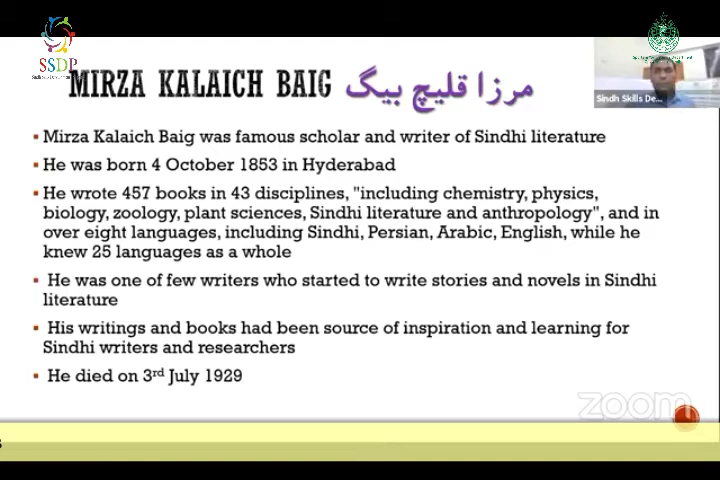 SSDP
MIRZA KALAICH BAIG مرزا قليچ بيگ
Sindh Skills De...
▪ Mirza Kalaich Baig was famous scholar and writer of Sindhi literature
▪ He was born 4 October 1853 in Hyderabad
▪ He wrote 457 books in 43 disciplines, "including chemistry, physics,
biology, zoology, plant sciences, Sindhi literature and anthropology", and in
over eight languages, including Sindhi, Persian, Arabic, English, while he
knew 25 languages as a whole
▪ He was one of few writers who started to write stories and novels in Sindhi
literature
▪ His writings and books had been source of inspiration and learning for
Sindhi writers and researchers
▪ He died on 3rd July 1929
zoom